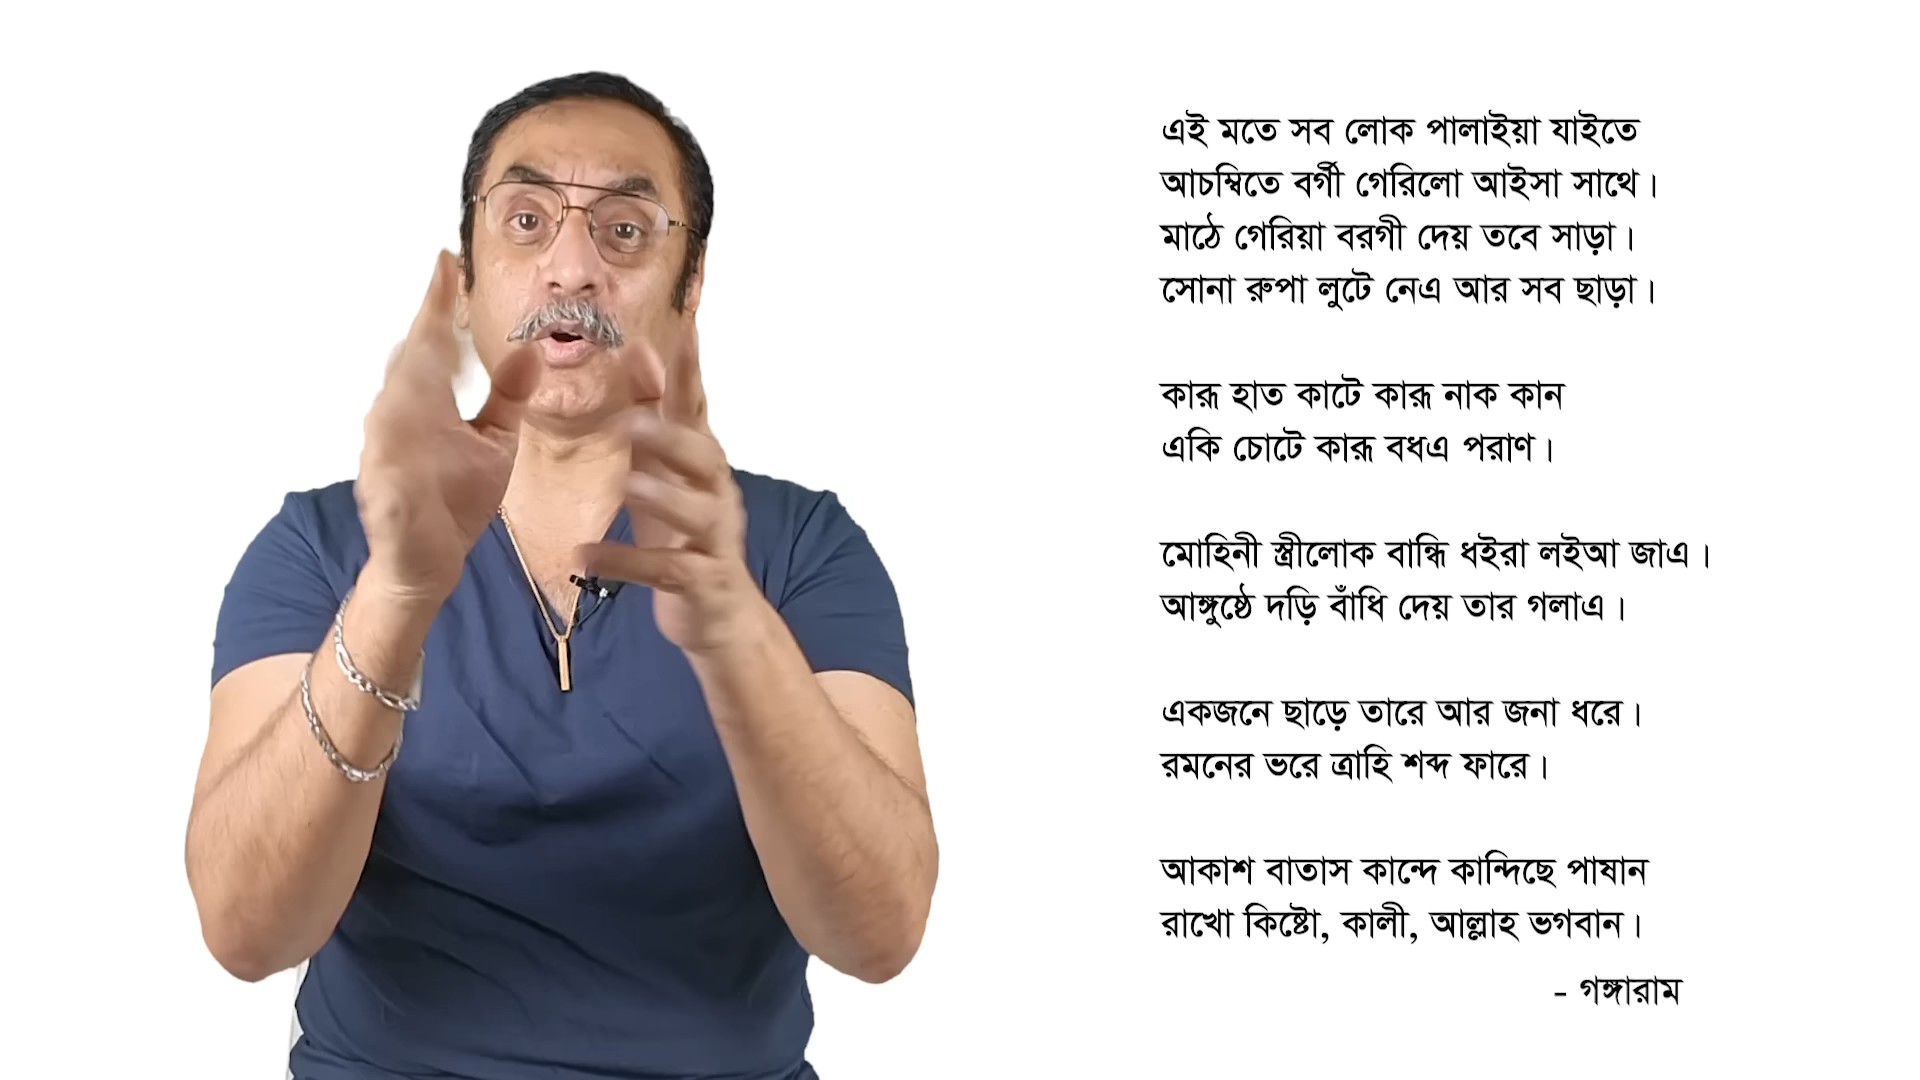 এই মতে সব লোক পালাইয়া যাইতে
আচম্বিতে বর্গী গেরিলো আইসা সাথে।
মাঠে গেরিয়া বরগী দেয় তবে সাড়া।
সোনা রুপা লুটে নেএ আর সব ছাড়া।
কারূ হাত কাটে কারূ নাক কান
একি চোটে কারূ বধএ পরাণ।
মোহিনী স্ত্রীলোক বান্ধি ধইরা লইআ জাএ।
আঙ্গুষ্ঠে দড়ি বাঁধি দেয় তার গলাএ।
একজনে ছাড়ে তারে আর জনা ধরে।
রমনের ভরে ত্রাহি শব্দ ফারে।
আকাশ বাতাস কান্দে কান্দিছে পাষান
রাখো কিষ্টো, কালী, আল্লাহ ভগবান।
- গঙ্গারাম